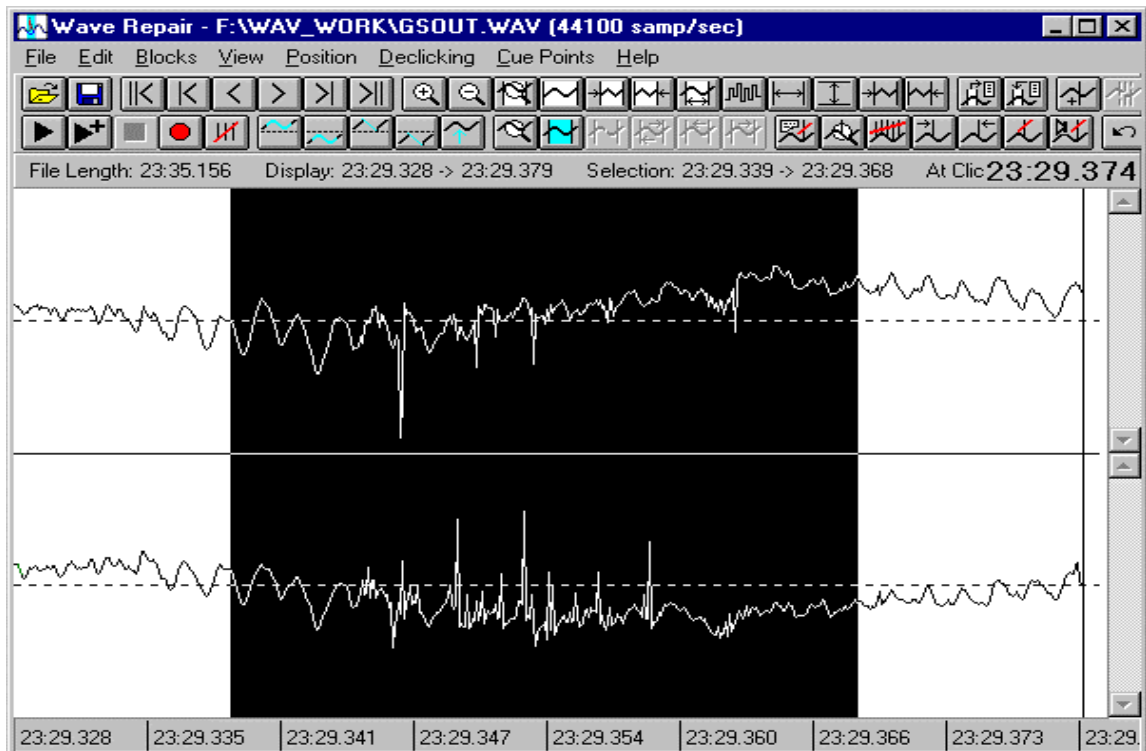 Wave Repair - F:\WAV_WORK\GSOUT.WAV (44100 samp/sec)
File Edit Blocks View Position Declicking Cue Points Help
File Length: 23:35.156 Display: 23:29.328 -> 23:29.379 Selection: 23:29.339 -> 23:29.368 At Clic 23:29.374
23:29.328 23:29.335 23:29.341 23:29.347 23:29.354 23:29.360 23:29.366 23:29.373 23:29